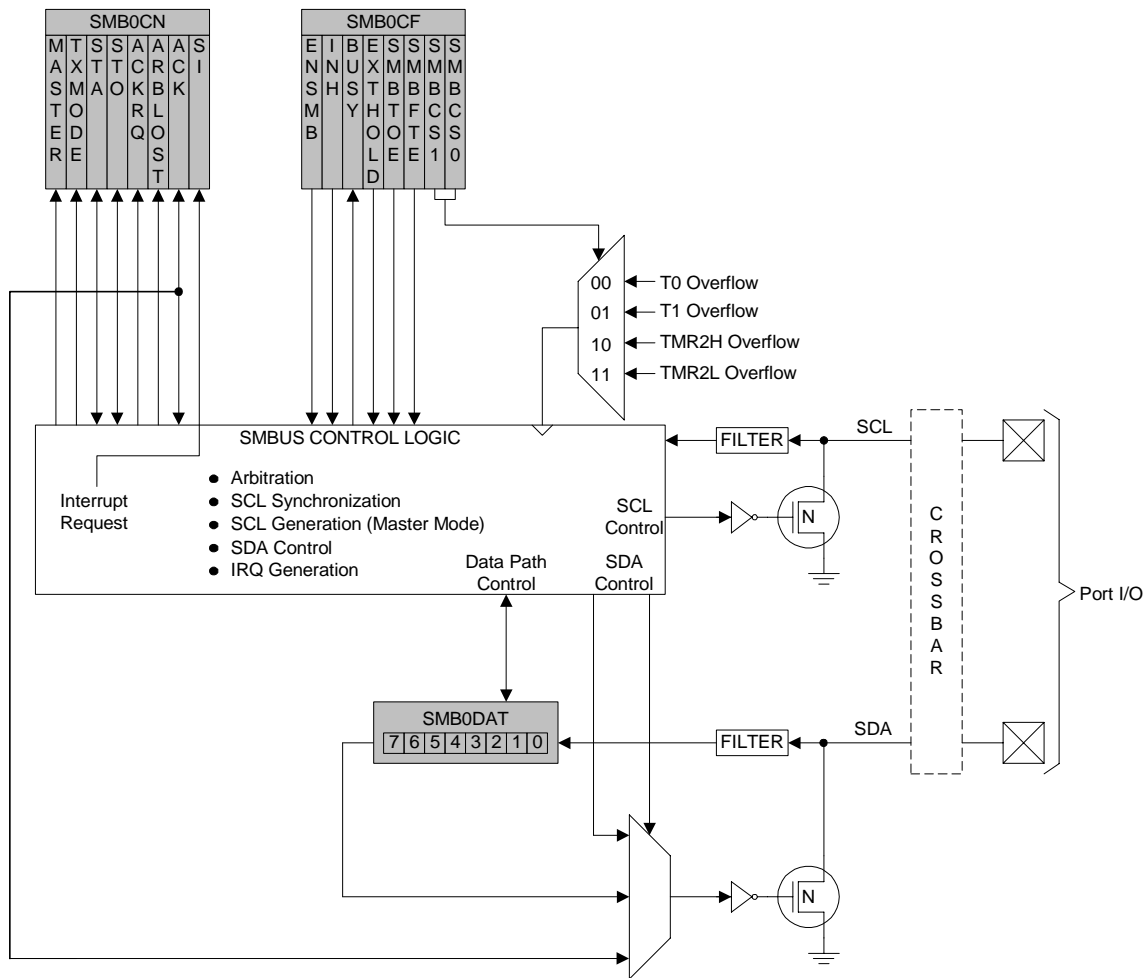 SMB0CN
MASTER
TXMODE
STA
STO
ACKRQ
ARBLOST
ACK
SI
SMB0CF
ENSMB
INH
BUSY
EXTHOLD
SMBTOE
SMBFTE
SMBCS1
SMBCS0
00
T0 Overflow
01
T1 Overflow
10
TMR2H Overflow
11
TMR2L Overflow
SMBUS CONTROL LOGIC
Interrupt
Request
Arbitration
SCL Synchronization
SCL Generation (Master Mode)
SDA Control
IRQ Generation
SCL
Control
Data Path
Control
SDA
Control
FILTER
SCL
N
CROSSBAR
Port I/O
SMB0DAT
7 6 5 4 3 2 1 0
FILTER
SDA
N